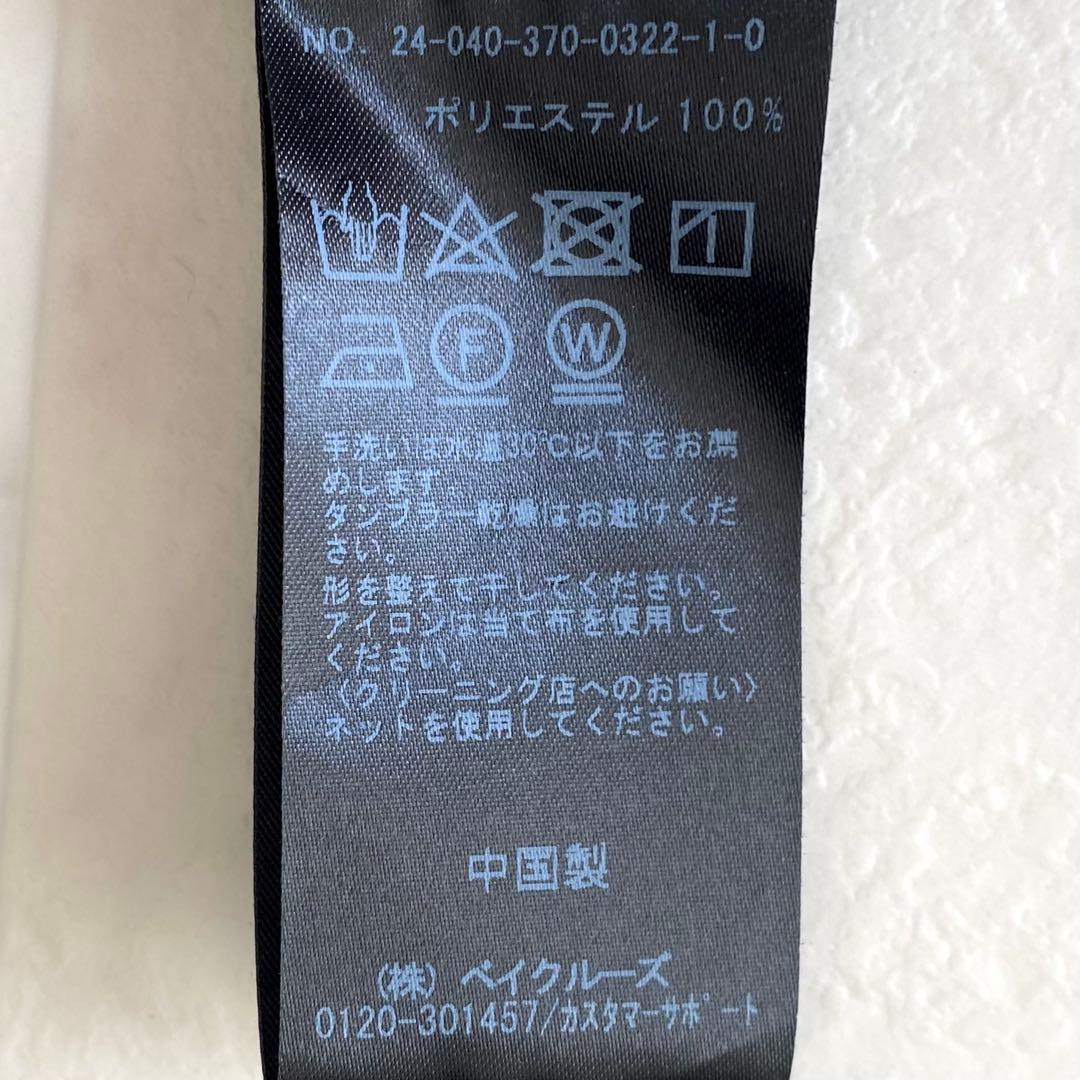 NO. 24-040-370-0322-1-0
ポリエステル 100%
F W
手洗いは水温30℃以下をお薦
めします。
タンブラー乾燥はお避けくだ
さい。
形を整えて干してください。
アイロンは当て布を使用して
ください。
〈クリーニング店へのお願い〉
ネットを使用してください。
中国製
(株) ベイクルーズ
0120-301457/カスタマーサポート